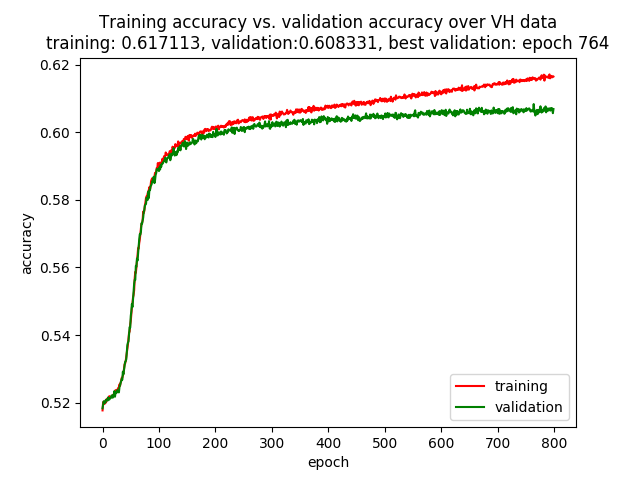 Training accuracy vs. validation accuracy over VH data
training: 0.617113, validation:0.608331, best validation: epoch 764
0.62
0.60
0.58
0.56
0.54
0.52
accuracy
training
validation
0 100 200 300 400 500 600 700 800
epoch